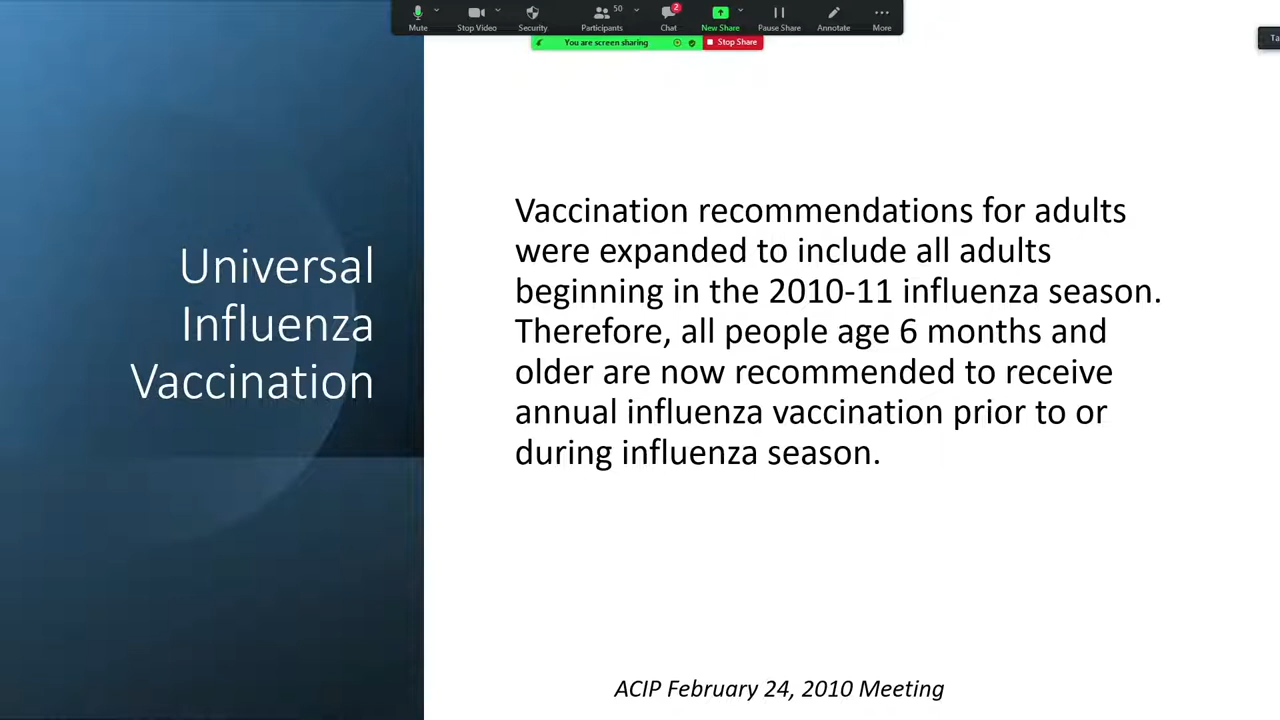 50
2
Mute
Stop Video
Security
Participants
Chat
New Share
Pause Share
Annotate
More
You are screen sharing
Stop Share
Ta
Universal
Influenza
Vaccination
Vaccination recommendations for adults
were expanded to include all adults
beginning in the 2010-11 influenza season.
Therefore, all people age 6 months and
older are now recommended to receive
annual influenza vaccination prior to or
during influenza season.
ACIP February 24, 2010 Meeting